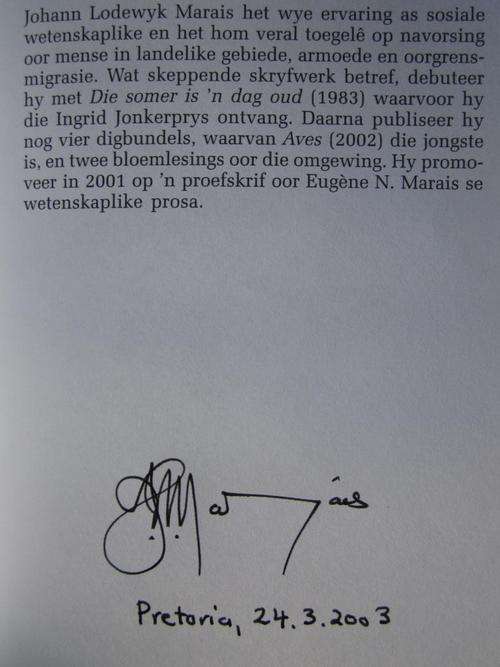 Johann Lodewyk Marais het wye ervaring as sosiale
wetenskaplike en het hom veral toegelê op navorsing
oor mense in landelike gebiede, armoede en oorgrens-
migrasie. Wat skeppende skryfwerk betref, debuteer
hy met Die somer is 'n dag oud (1983) waarvoor hy
die Ingrid Jonkerprys ontvang. Daarna publiseer hy
nog vier digbundels, waarvan Aves (2002) die jongste
is, en twee bloemlesings oor die omgewing. Hy promo-
veer in 2001 op 'n proefskrif oor Eugène N. Marais se
wetenskaplike prosa.
Marais
Pretoria, 24.3.2003